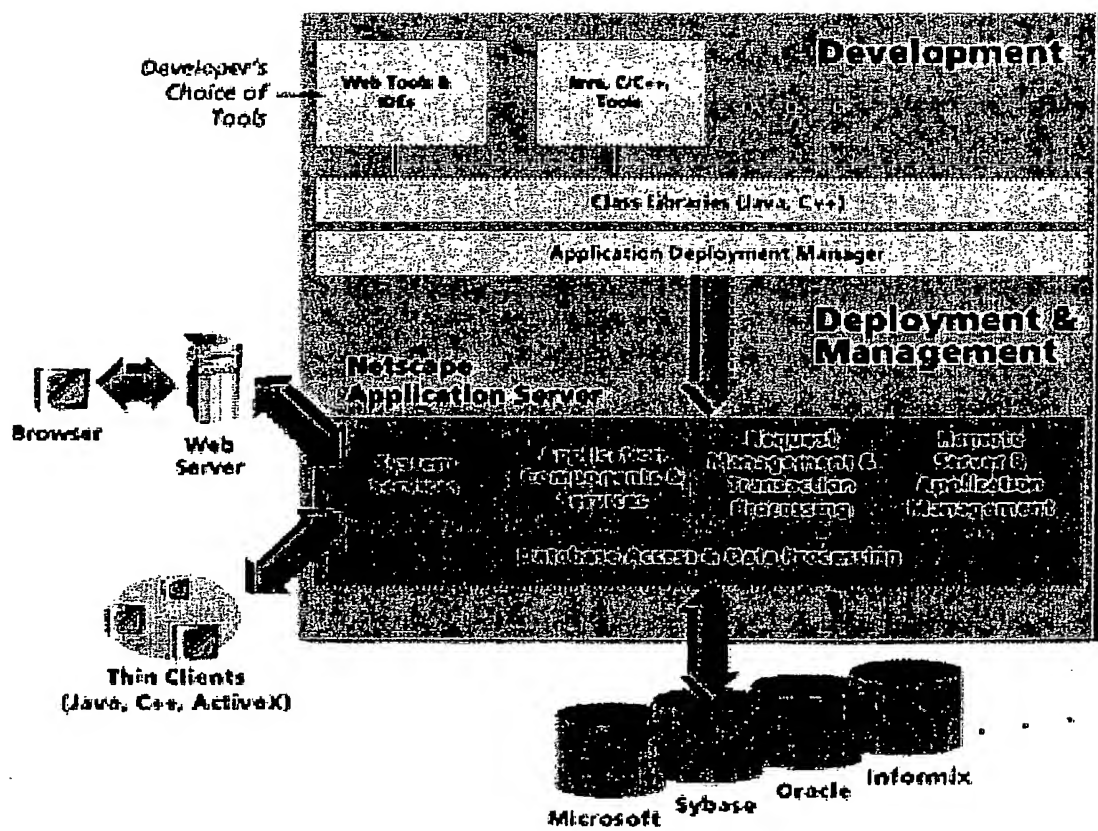 Development
Developer's
Choice of
Tools
Web Tools &
IDEs
Java, C/C++,
Tools
Class Libraries (Java, C++)
Application Deployment Manager
Deployment &
Management
Netscape
Application Server
Browser
Web
Server
System
Services
Application
Components &
Services
Request
Management &
Transaction
Processing
Remote
Server &
Application
Management
Database Access & Data Processing
Thin Clients
(Java, C++, ActiveX)
Microsoft
Sybase
Oracle
Informix
. . .